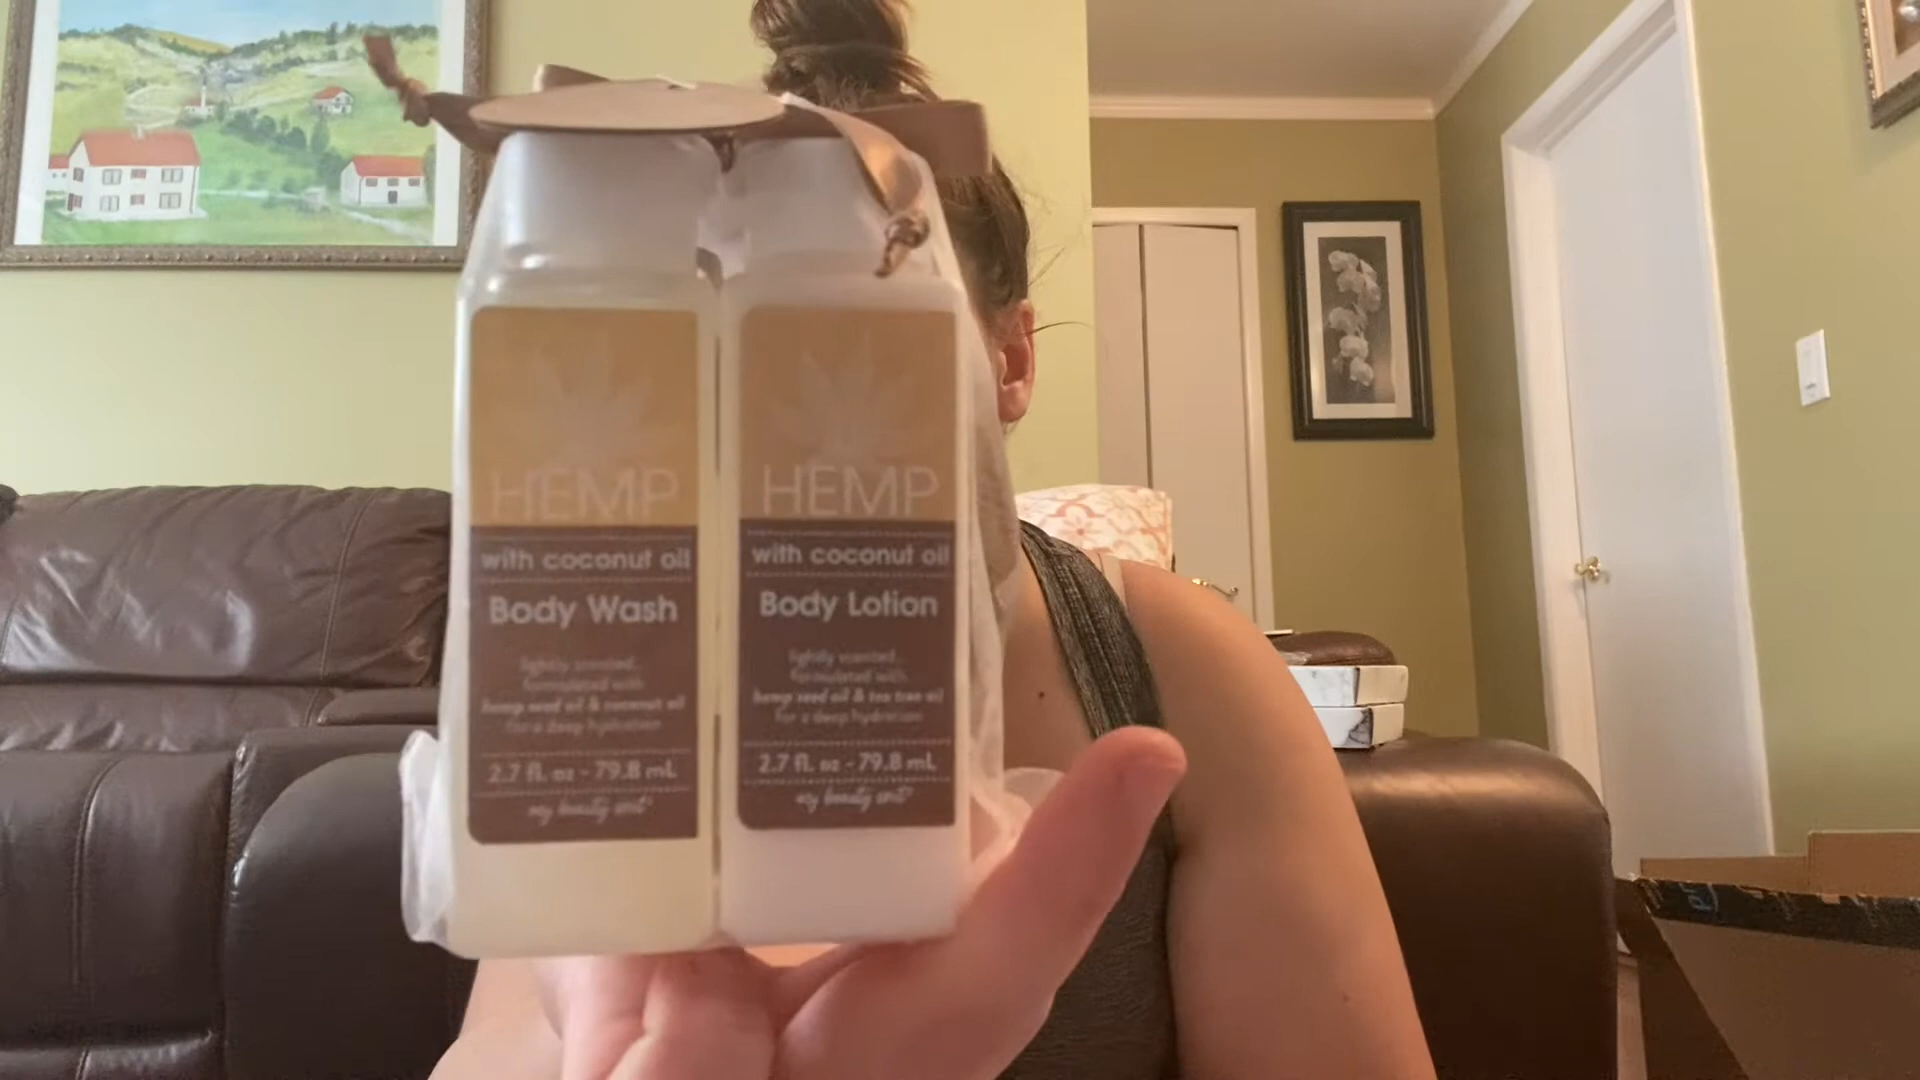 HEMP
with coconut oil
Body Wash
lightly scented...
formulated with
hemp seed oil & coconut oil
for a deep hydration
2.7 fl. oz - 79.8 mL
my beauty spot
HEMP
with coconut oil
Body Lotion
lightly scented...
formulated with
hemp seed oil & tea tree oil
for a deep hydration
2.7 fl. oz - 79.8 mL
my beauty spot